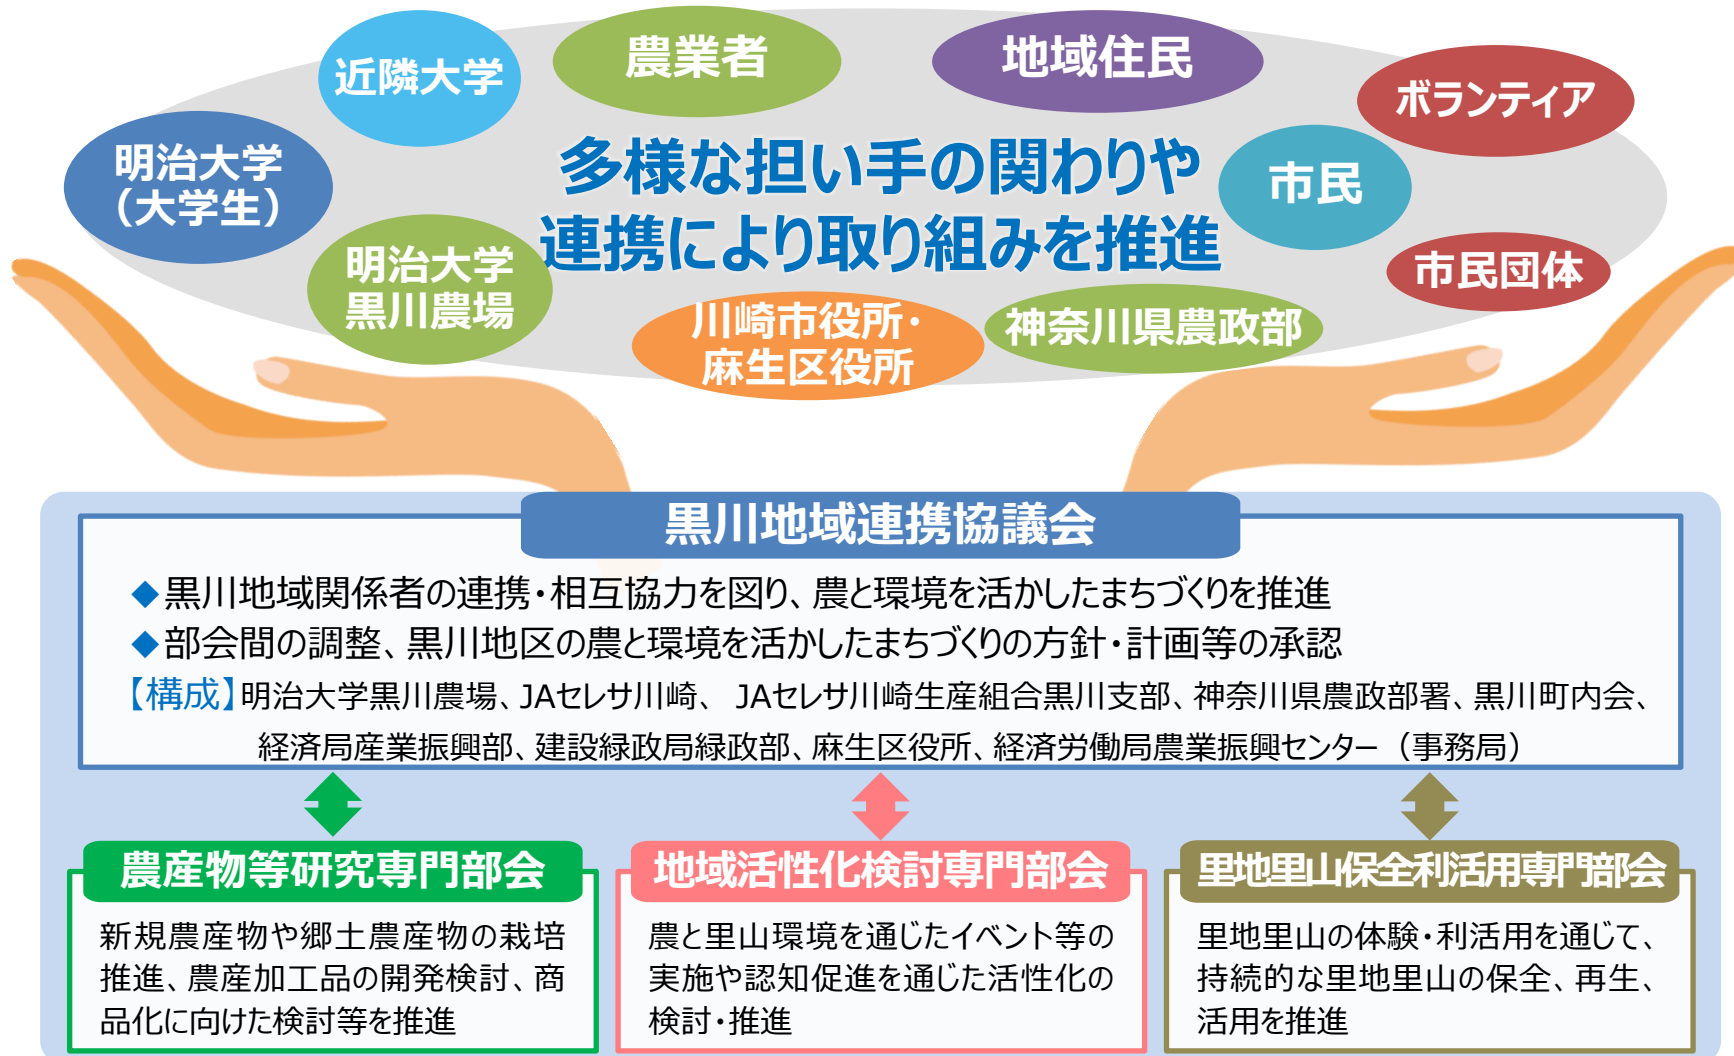 近隣大学
農業者
地域住民
ボランティア
明治大学
（大学生）
多様な担い手の関わりや
連携により取り組みを推進
市民
明治大学
黒川農場
市民団体
川崎市役所・
麻生区役所
神奈川県農政部
黒川地域連携協議会
◆黒川地域関係者の連携・相互協力を図り、農と環境を活かしたまちづくりを推進
◆部会間の調整、黒川地区の農と環境を活かしたまちづくりの方針・計画等の承認
【構成】明治大学黒川農場、JAセレサ川崎、 JAセレサ川崎生産組合黒川支部、神奈川県農政部署、黒川町内会、
経済局産業振興部、建設緑政局緑政部、麻生区役所、経済労働局農業振興センター（事務局）
農産物等研究専門部会
新規農産物や郷土農産物の栽培
推進、農産加工品の開発検討、商
品化に向けた検討等を推進
地域活性化検討専門部会
農と里山環境を通じたイベント等の
実施や認知促進を通じた活性化の
検討・推進
里地里山保全利活用専門部会
里地里山の体験・利活用を通じて、
持続的な里地里山の保全、再生、
活用を推進